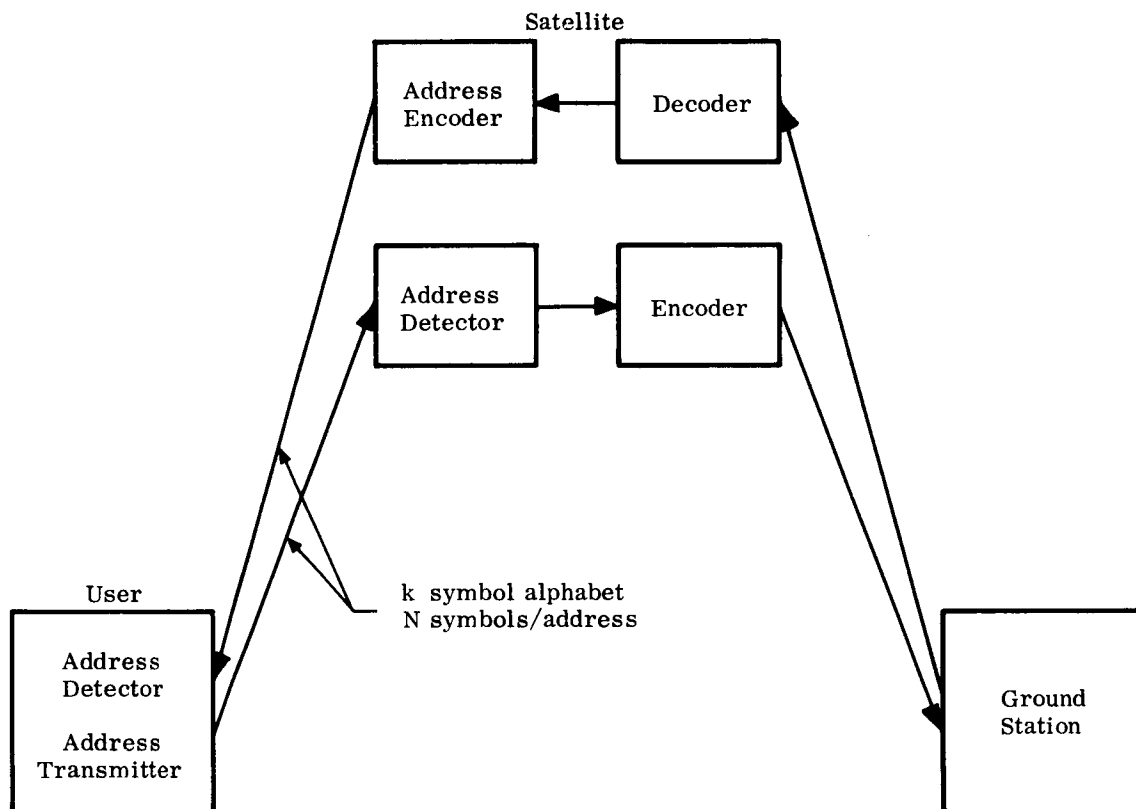 Satellite
Address
Encoder
Decoder
Address
Detector
Encoder
k symbol alphabet
N symbols/address
User
Address
Detector
Address
Transmitter
Ground
Station